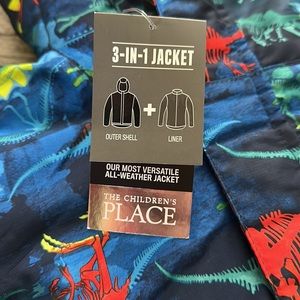 3-IN-1 JACKET
+
OUTER SHELL LINER
OUR MOST VERSATILE
ALL-WEATHER JACKET
THE CHILDREN'S
PLACE